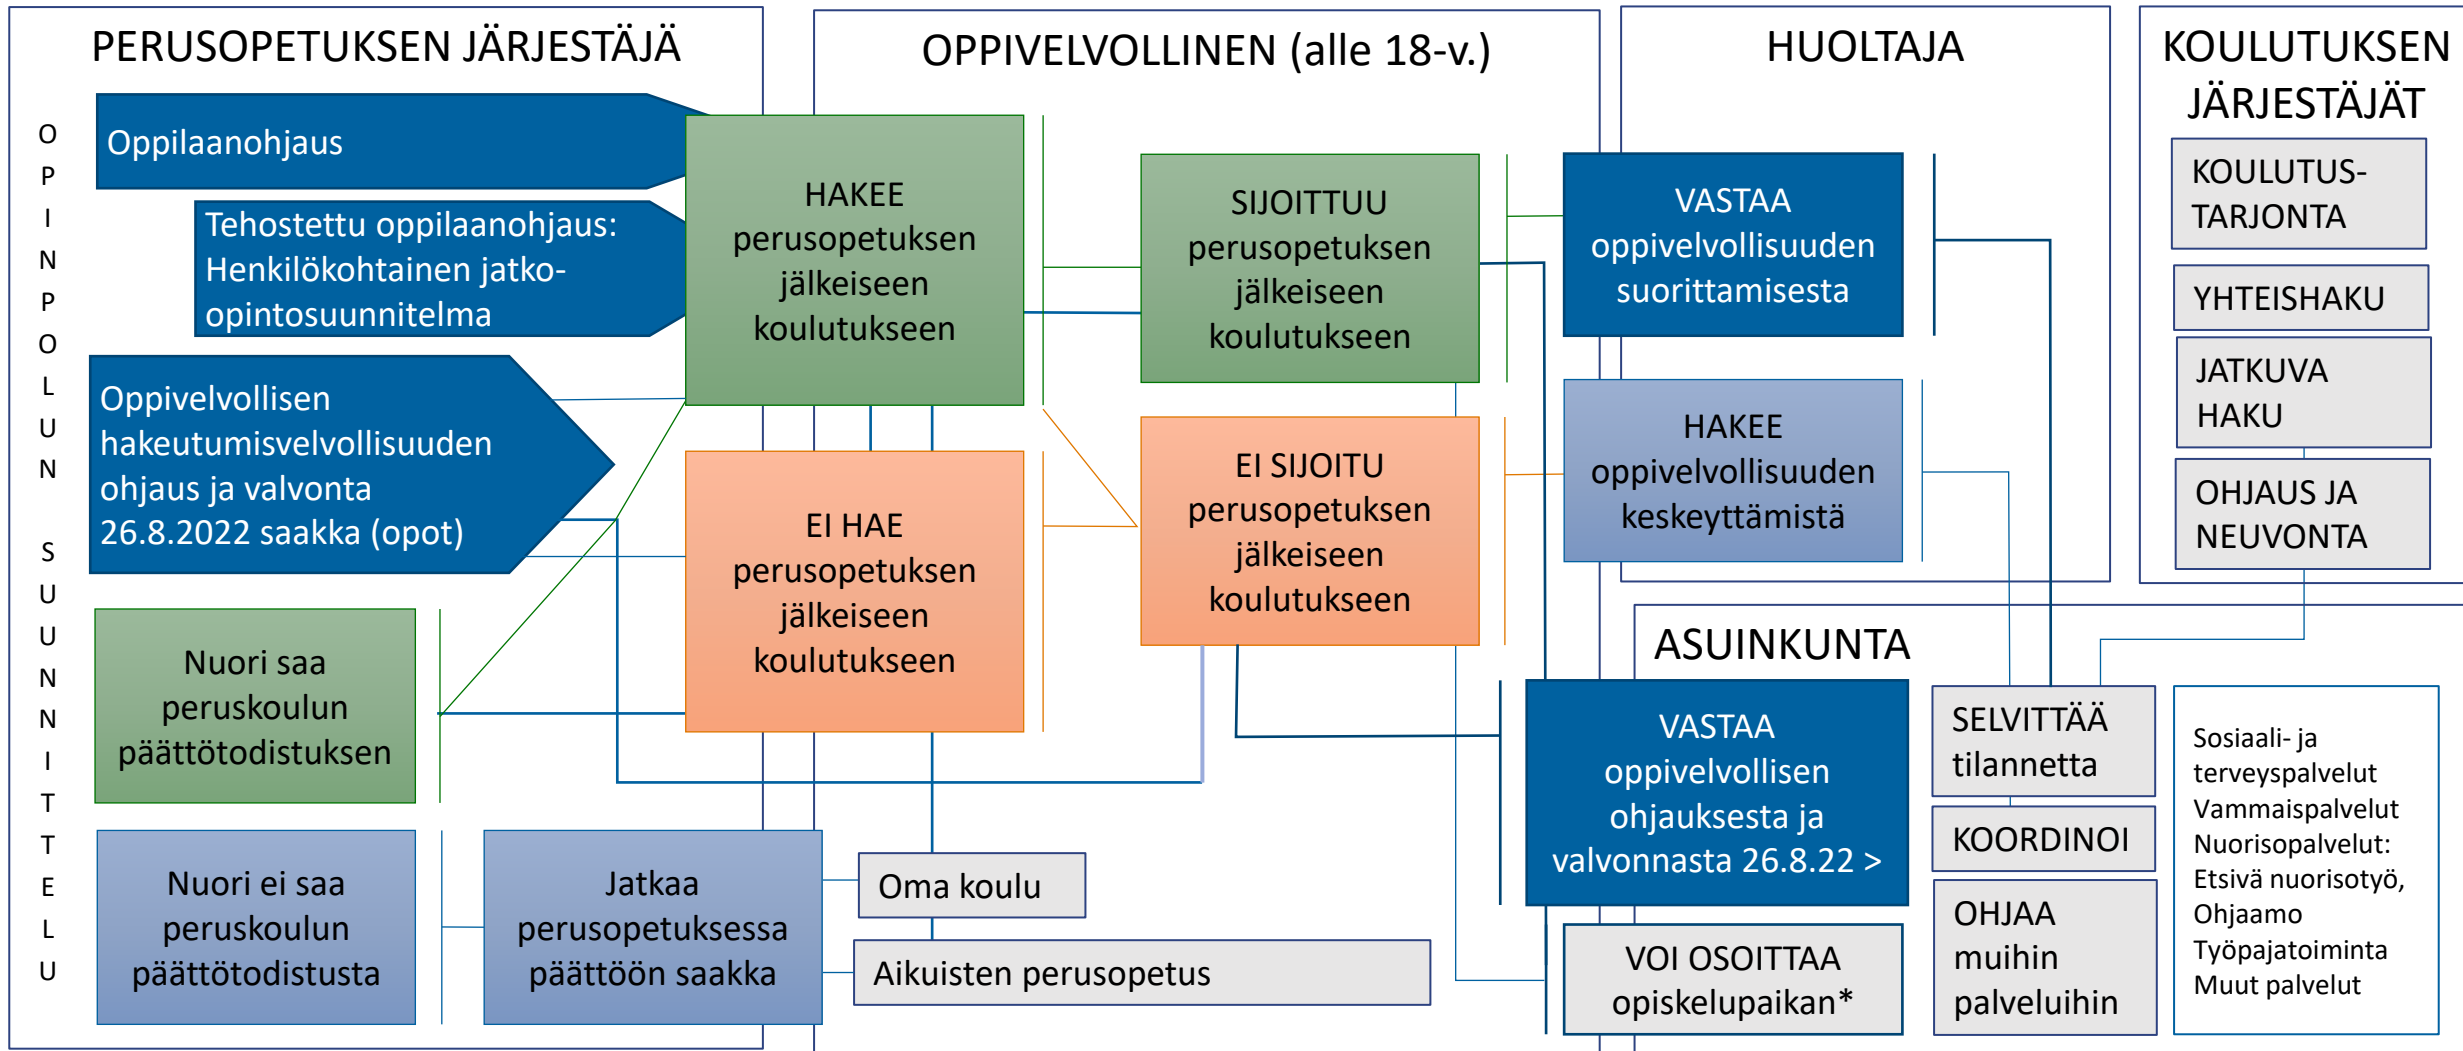 PERUSOPETUKSEN JÄRJESTÄJÄ
OPINPOLUN SUUNNITTELU
Oppilaanohjaus
Tehostettu oppilaanohjaus:
Henkilökohtainen jatko-
opintosuunnitelma
Oppivelvollisen
hakeutumisvelvollisuuden
ohjaus ja valvonta
26.8.2022 saakka (opot)
Nuori saa
peruskoulun
päättötodistuksen
Nuori ei saa
peruskoulun
päättötodistusta
Jatkaa
perusopetuksessa
päättöön saakka
OPPIVELVOLLINEN (alle 18-v.)
HAKEE
perusopetuksen
jälkeiseen
koulutukseen
EI HAE
perusopetuksen
jälkeiseen
koulutukseen
Oma koulu
Aikuisten perusopetus
SIJOITTUU
perusopetuksen
jälkeiseen
koulutukseen
EI SIJOITU
perusopetuksen
jälkeiseen
koulutukseen
HUOLTAJA
VASTAA
oppivelvollisuuden
suorittamisesta
HAKEE
oppivelvollisuuden
keskeyttämistä
KOULUTUKSEN
JÄRJESTÄJÄT
KOULUTUS-
TARJONTA
YHTEISHAKU
JATKUVA
HAKU
OHJAUS JA
NEUVONTA
ASUINKUNTA
VASTAA
oppivelvollisen
ohjauksesta ja
valvonnasta 26.8.22 >
VOI OSOITTAA
opiskelupaikan*
SELVITTÄÄ
tilannetta
KOORDINOI
OHJAA
muihin
palveluihin
Sosiaali- ja
terveyspalvelut
Vammaispalvelut
Nuorisopalvelut:
Etsivä nuorisotyö,
Ohjaamo
Työpajatoiminta
Muut palvelut